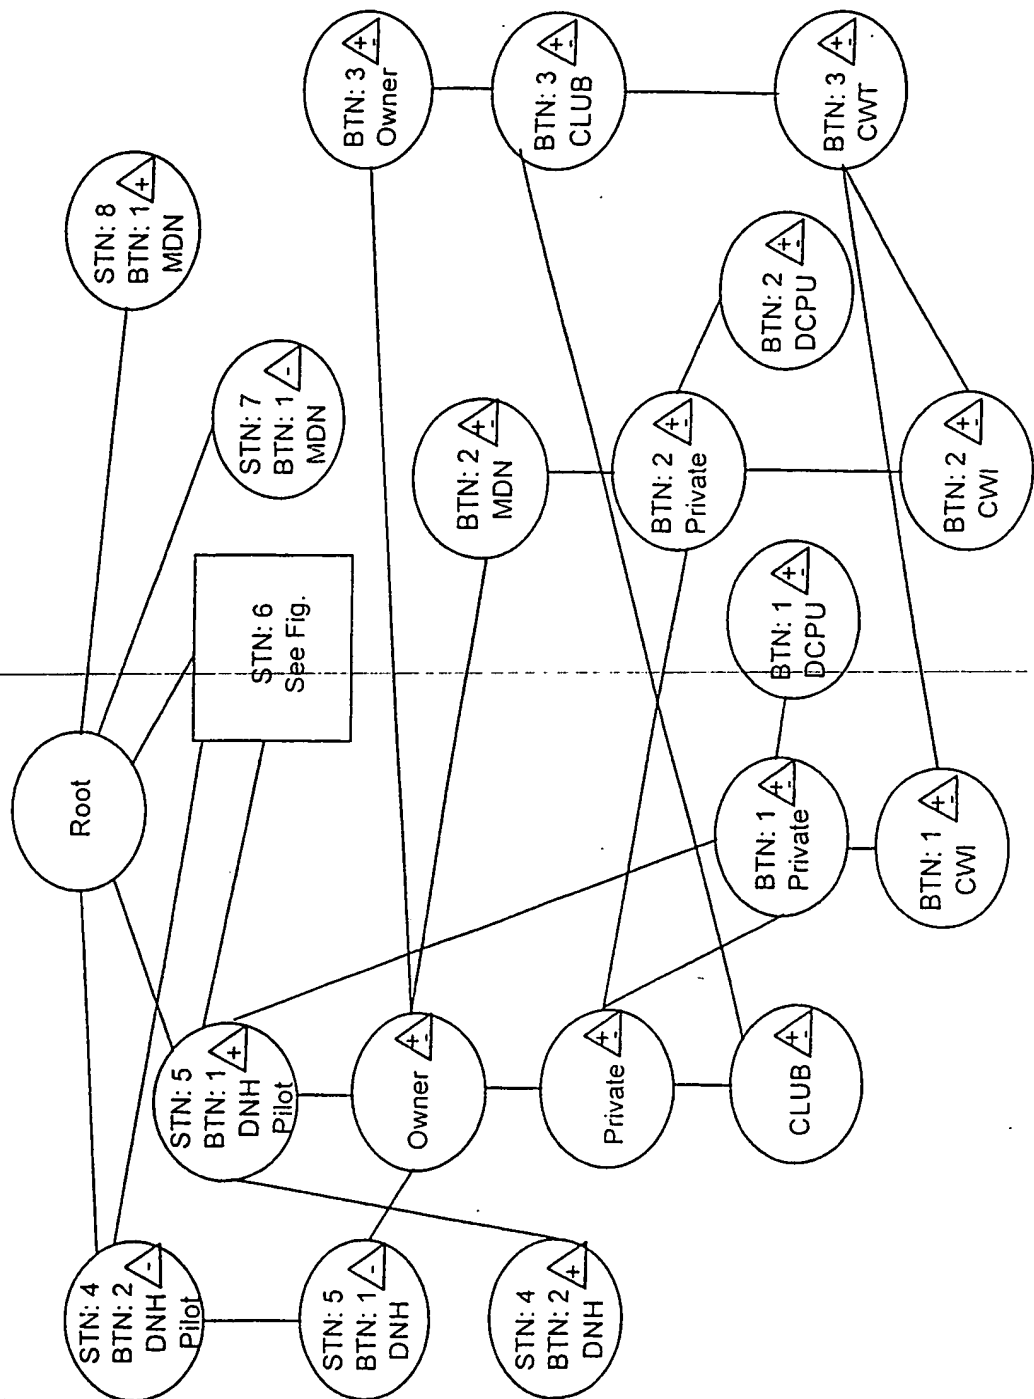 Root
STN: 4
BTN: 2 -
DNH
Pilot
STN: 8
BTN: 1 +
MDN
STN: 5
BTN: 1 +
DNH
Pilot
STN: 6
See Fig.
STN: 7
BTN: 1 -
MDN
STN: 5
BTN: 1 -
DNH
Owner +-
BTN: 3 +-
Owner
BTN: 2 +-
MDN
STN: 4
BTN: 2 +
DNH
Private +-
BTN: 2 +-
Private
BTN: 3 +-
CLUB
CLUB +-
BTN: 1 +-
Private
BTN: 1 +-
DCPU
BTN: 2 +-
DCPU
BTN: 3 +-
CWT
BTN: 1 +-
CWI
BTN: 2 +-
CWI